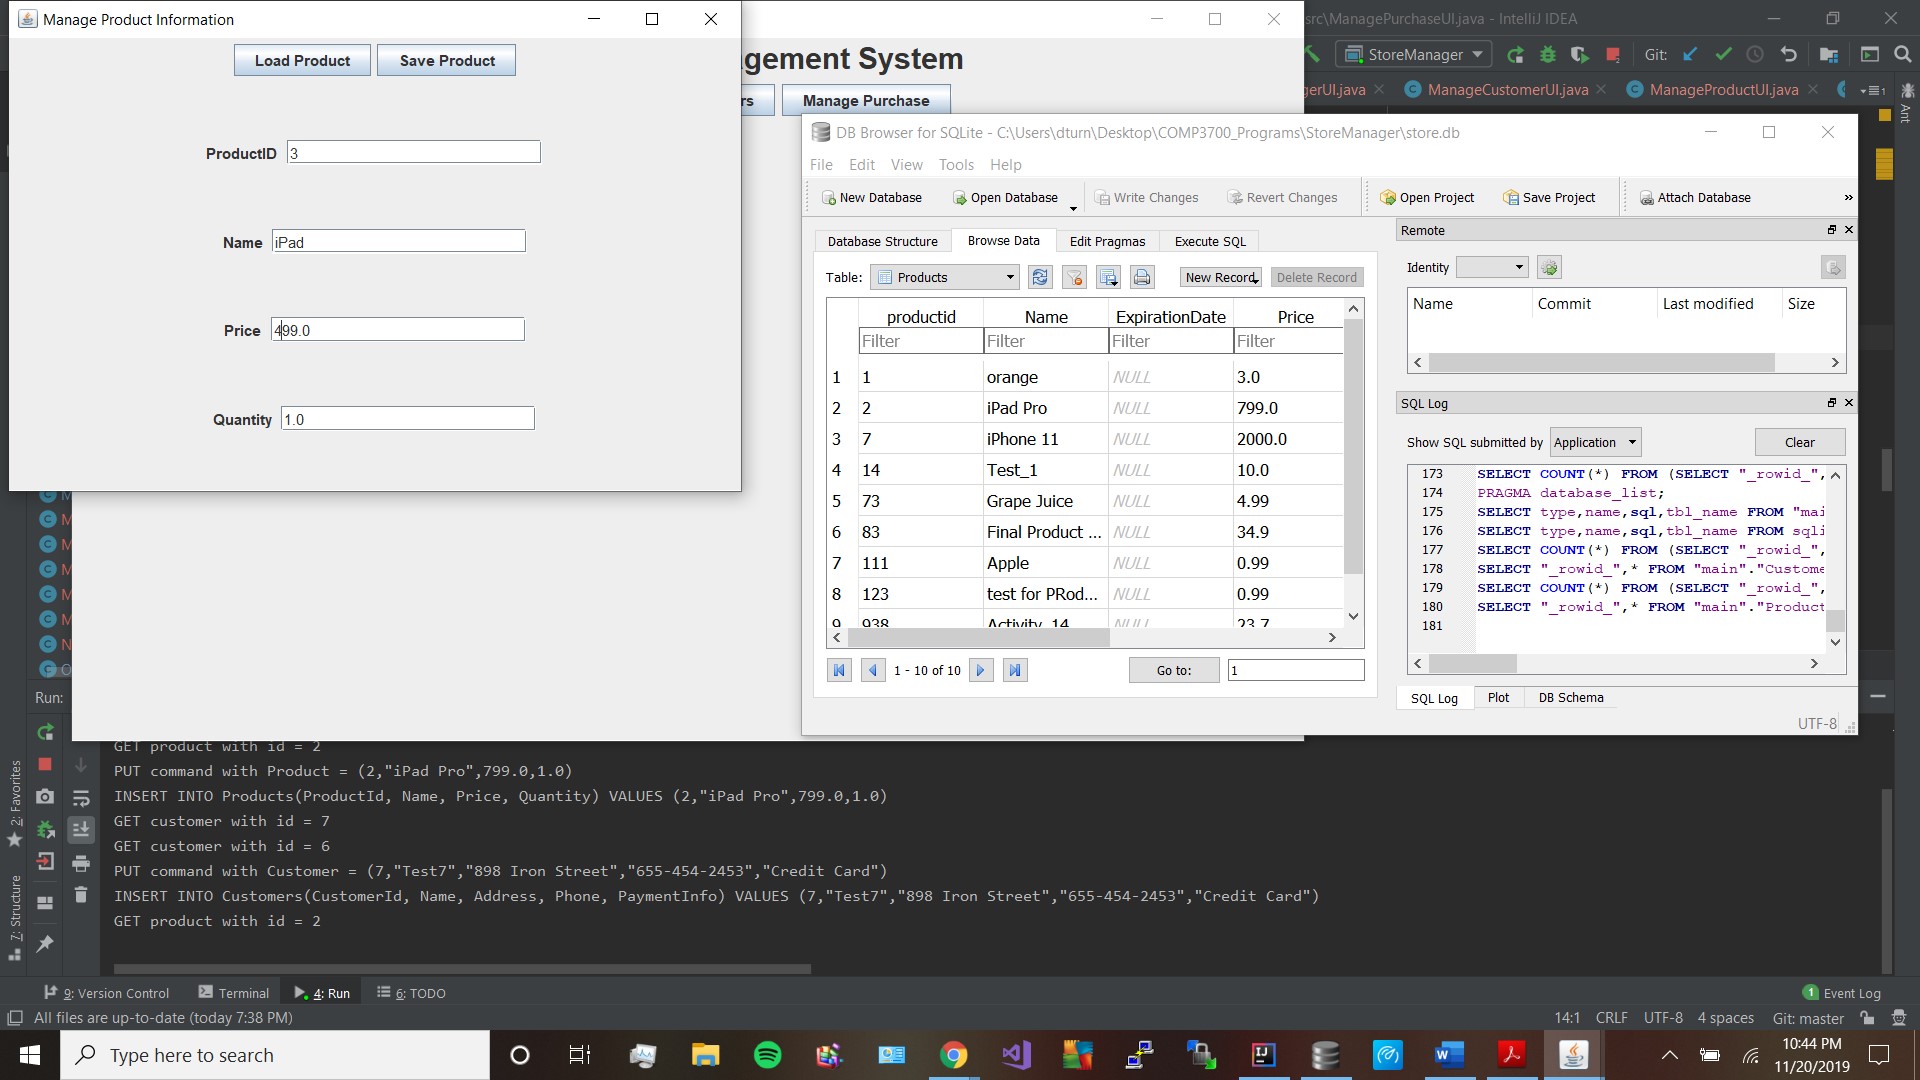 Manage Product Information
Load Product Save Product
ProductID 3
Name iPad
Price 499.0
Quantity 1.0
gement System
rs Manage Purchase
src\ManagePurchaseUI.java - IntelliJ IDEA
StoreManager Git:
gerUI.java ManageCustomerUI.java ManageProductUI.java
Ant
DB Browser for SQLite - C:\Users\dturn\Desktop\COMP3700_Programs\StoreManager\store.db
File Edit View Tools Help
New Database Open Database Write Changes Revert Changes Open Project Save Project Attach Database »
Database Structure Browse Data Edit Pragmas Execute SQL
Table: Products New Record Delete Record
productid Name ExpirationDate Price
Filter Filter Filter Filter
1 1 orange NULL 3.0
2 2 iPad Pro NULL 799.0
3 7 iPhone 11 NULL 2000.0
4 14 Test_1 NULL 10.0
5 73 Grape Juice NULL 4.99
6 83 Final Product ... NULL 34.9
7 111 Apple NULL 0.99
8 123 test for PRod... NULL 0.99
9 938 Activity_14 NULL 23.7
1 - 10 of 10 Go to: 1
Remote
Identity
Name Commit Last modified Size
SQL Log
Show SQL submitted by Application Clear
173 SELECT COUNT(*) FROM (SELECT "_rowid_",
174 PRAGMA database_list;
175 SELECT type,name,sql,tbl_name FROM "mai
176 SELECT type,name,sql,tbl_name FROM sqli
177 SELECT COUNT(*) FROM (SELECT "_rowid_",
178 SELECT "_rowid_",* FROM "main"."Custome
179 SELECT COUNT(*) FROM (SELECT "_rowid_",
180 SELECT "_rowid_",* FROM "main"."Product
181
SQL Log Plot DB Schema
UTF-8
Run:
GET product with id = 2
PUT command with Product = (2,"iPad Pro",799.0,1.0)
INSERT INTO Products(ProductId, Name, Price, Quantity) VALUES (2,"iPad Pro",799.0,1.0)
GET customer with id = 7
GET customer with id = 6
PUT command with Customer = (7,"Test7","898 Iron Street","655-454-2453","Credit Card")
INSERT INTO Customers(CustomerId, Name, Address, Phone, PaymentInfo) VALUES (7,"Test7","898 Iron Street","655-454-2453","Credit Card")
GET product with id = 2
2: Favorites
7: Structure
9: Version Control Terminal 4: Run 6: TODO 1 Event Log
All files are up-to-date (today 7:38 PM) 14:1 CRLF UTF-8 4 spaces Git: master
Type here to search
10:44 PM
11/20/2019